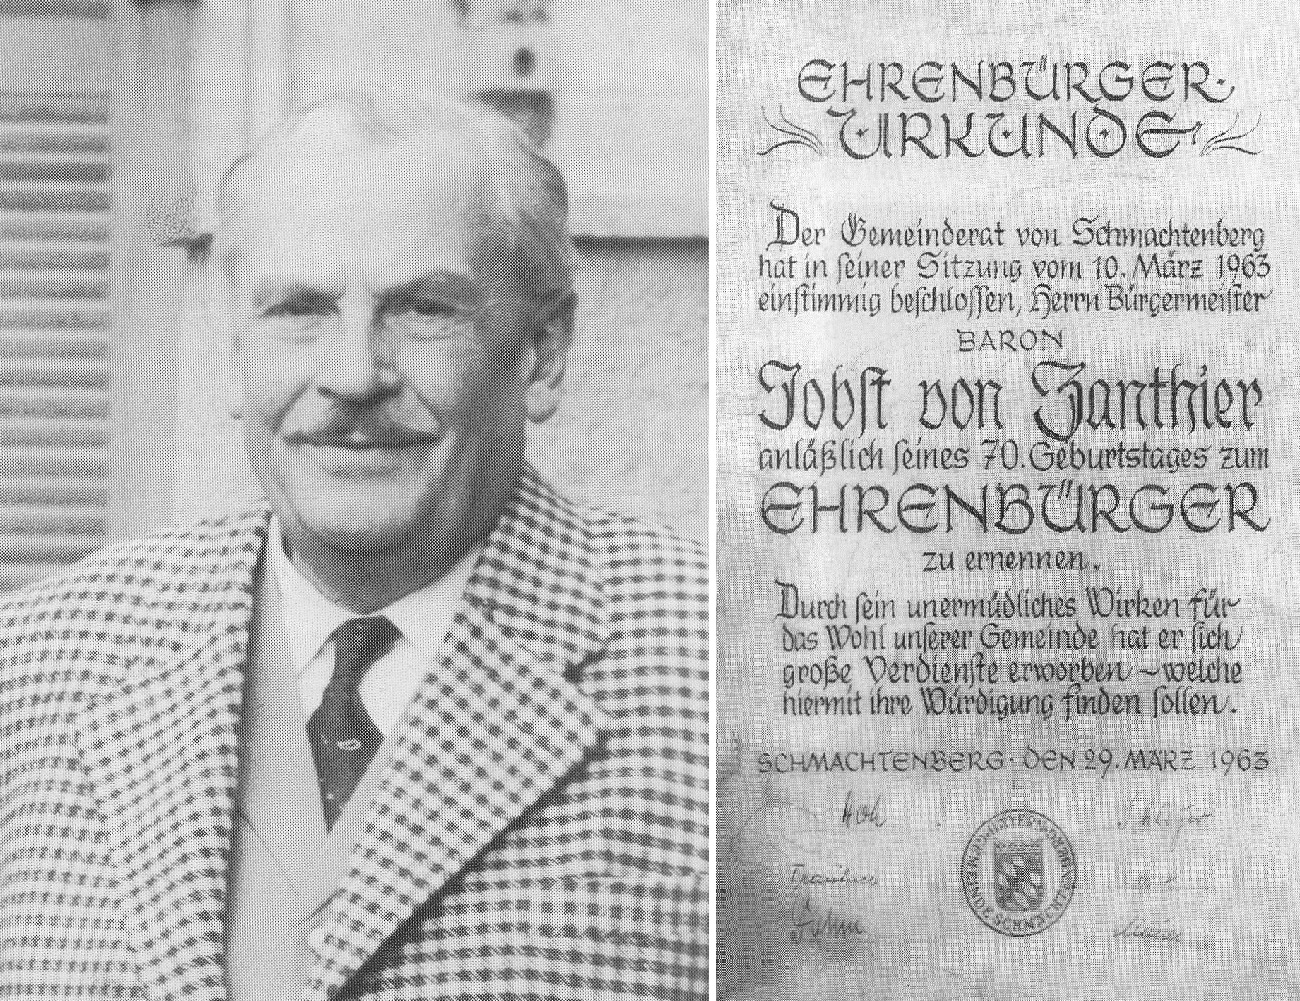 EHRENBÜRGER-
URKUNDE
Der Gemeinderat von Schmachtenberg
hat in seiner Sitzung vom 10. März 1963
einstimmig beschlossen, Herrn Bürgermeister
BARON
Jobst von Zanthier
anläßlich seines 70. Geburtstages zum
EHRENBÜRGER
zu ernennen.
Durch sein unermüdliches Wirken für
das Wohl unserer Gemeinde hat er sich
große Verdienste erworben – welche
hiermit ihre Würdigung finden sollen.
SCHMACHTENBERG · DEN 29. MÄRZ 1963